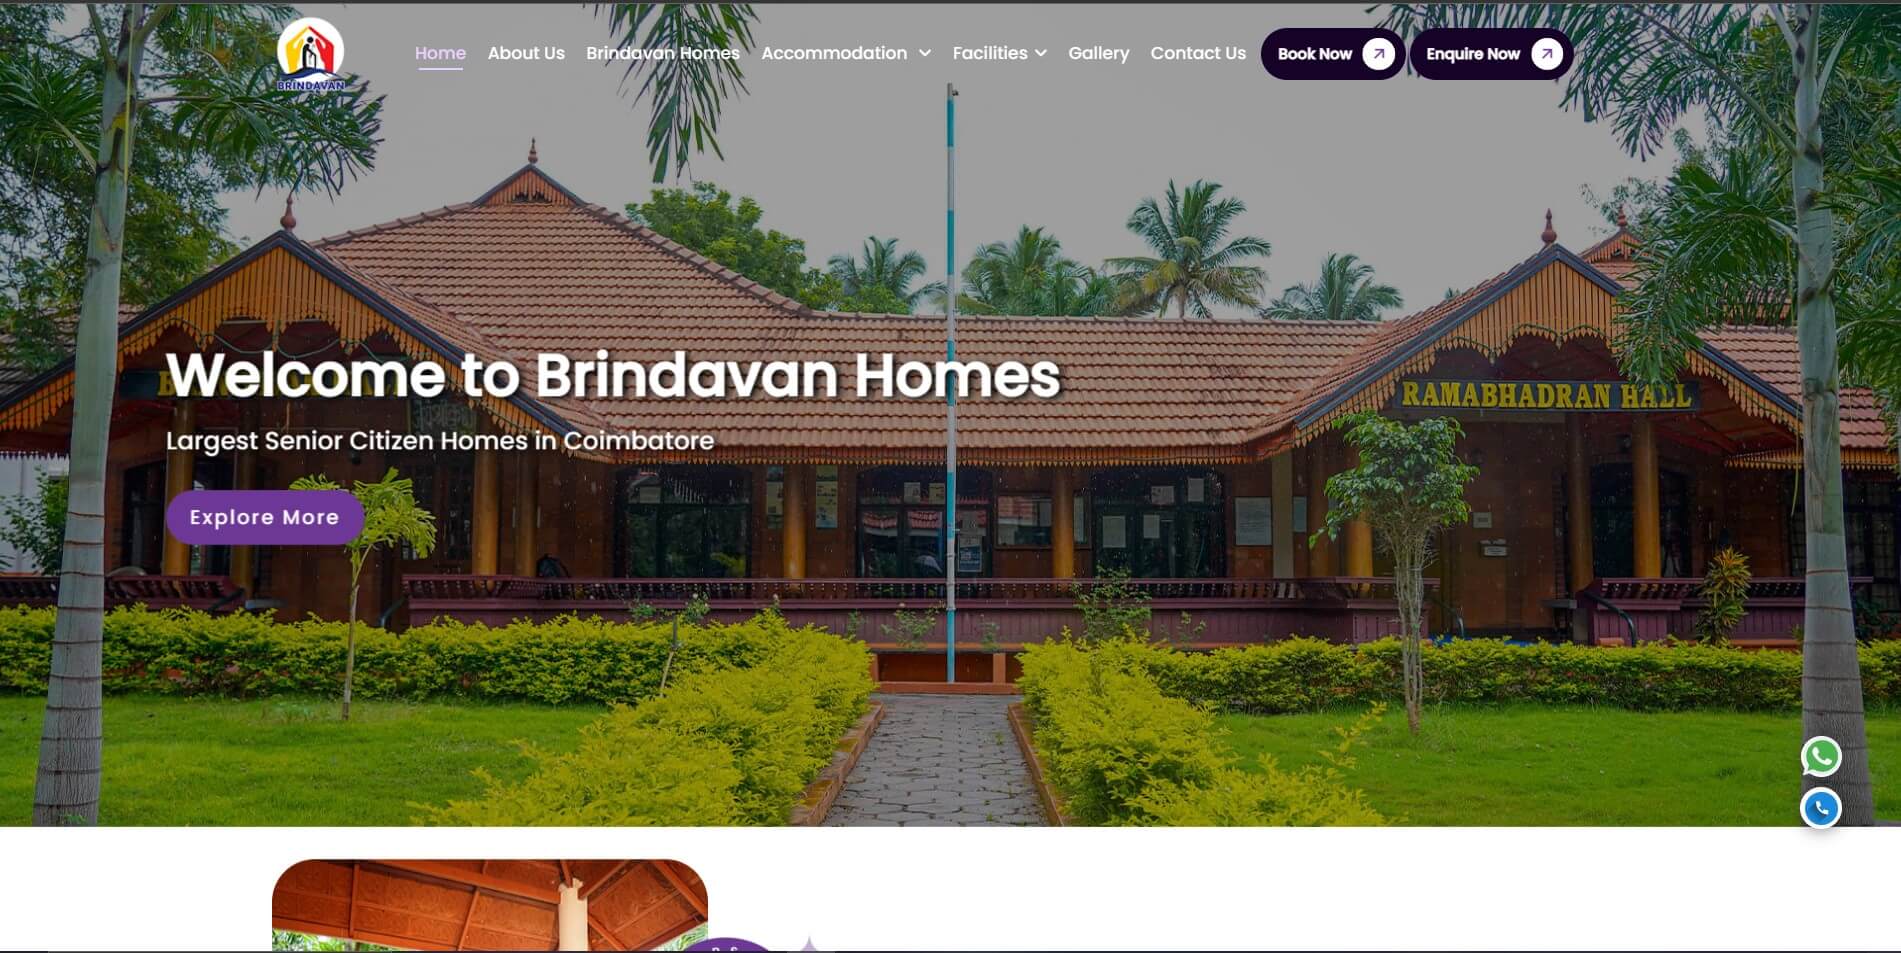 BRINDAVAN
Home About Us Brindavan Homes Accommodation Facilities Gallery Contact Us Book Now Enquire Now
Welcome to Brindavan Homes
RAMABHADRAN HALL
Largest Senior Citizen Homes in Coimbatore
Explore More